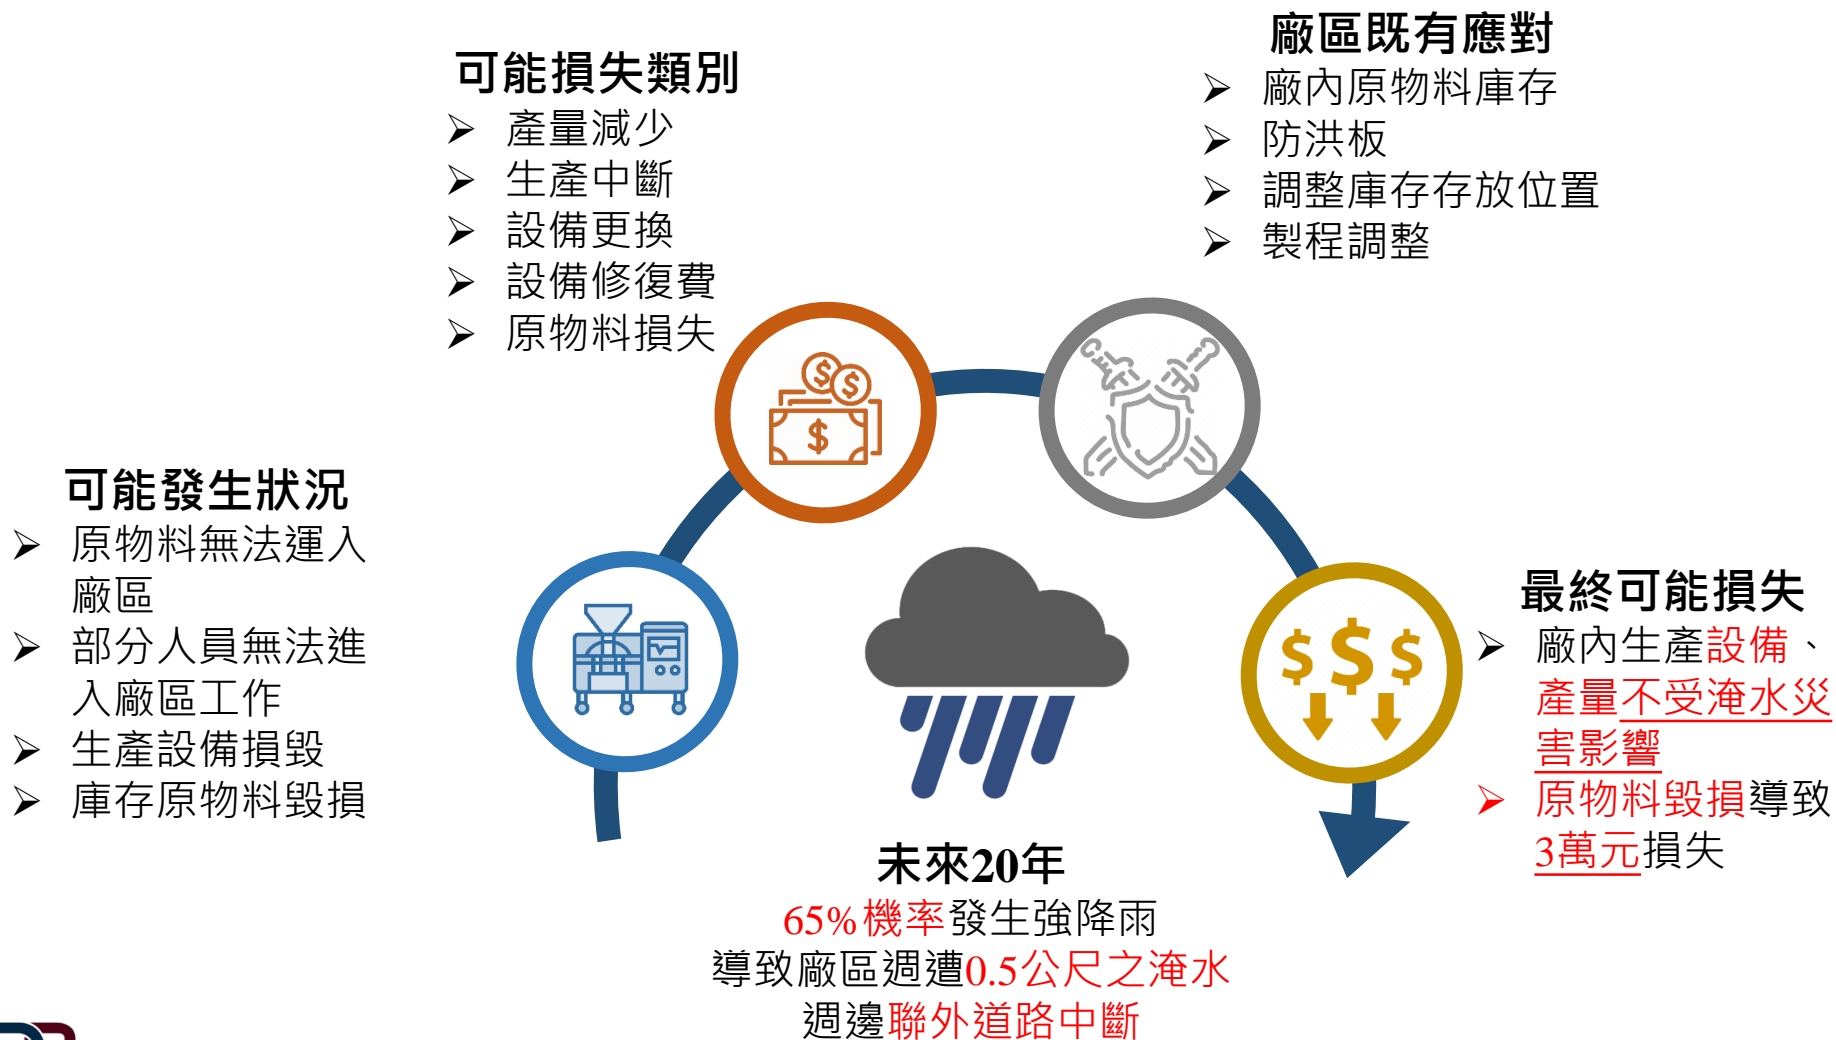 可能發生狀況
原物料無法運入
廠區
部分人員無法進
入廠區工作
生產設備損毀
庫存原物料毀損
可能損失類別
產量減少
生產中斷
設備更換
設備修復費
原物料損失
廠區既有應對
廠內原物料庫存
防洪板
調整庫存存放位置
製程調整
最終可能損失
廠內生產設備、
產量不受淹水災
害影響
原物料毀損導致
3萬元損失
未來20年
65%機率發生強降雨
導致廠區週遭0.5公尺之淹水
週邊聯外道路中斷